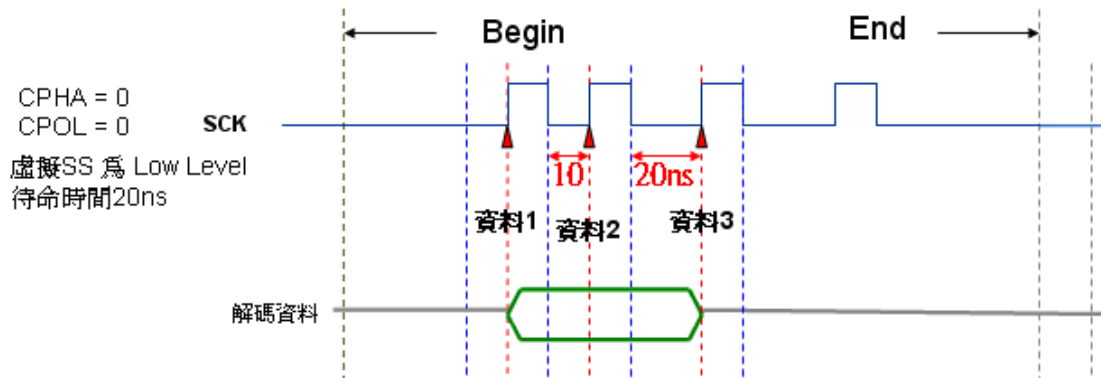 Begin
End
CPHA = 0
CPOL = 0
SCK
虛擬SS 為 Low Level
待命時間20ns
10
20ns
資料1
資料2
資料3
解碼資料